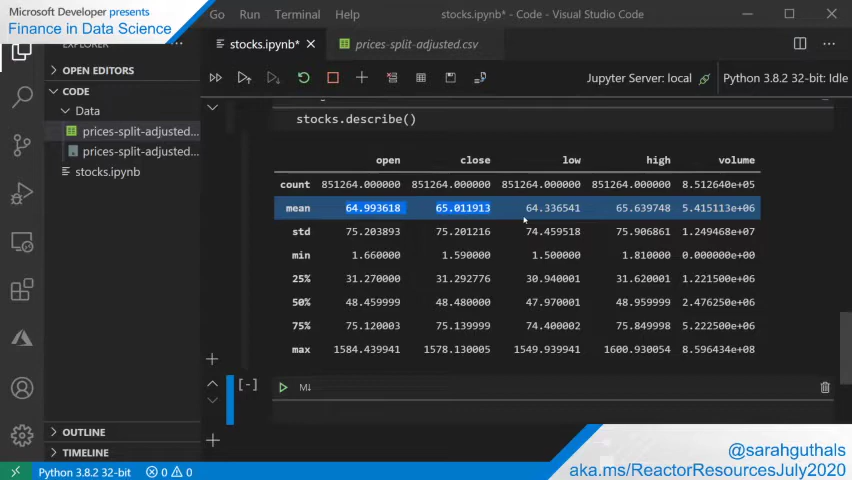 Microsoft Developer presents
Finance in Data Science
Go Run Terminal Help
stocks.ipynb* - Code - Visual Studio Code
EXPLORER
stocks.ipynb*
prices-split-adjusted.csv
OPEN EDITORS
CODE
Data
prices-split-adjusted...
prices-split-adjusted...
stocks.ipynb
OUTLINE
TIMELINE
Jupyter Server: local
Python 3.8.2 32-bit: Idle
stocks.describe()
open close low high volume
count 851264.000000 851264.000000 851264.000000 851264.000000 8.512640e+05
mean 64.993618 65.011913 64.336541 65.639748 5.415113e+06
std 75.203893 75.201216 74.459518 75.906861 1.249468e+07
min 1.660000 1.590000 1.500000 1.810000 0.000000e+00
25% 31.270000 31.292776 30.940001 31.620001 1.221500e+06
50% 48.459999 48.480000 47.970001 48.959999 2.476250e+06
75% 75.120003 75.139999 74.400002 75.849998 5.222500e+06
max 1584.439941 1578.130005 1549.939941 1600.930054 8.596434e+08
[-]
M↓
@sarahguthals
aka.ms/ReactorResourcesJuly2020
Python 3.8.2 32-bit 0 0